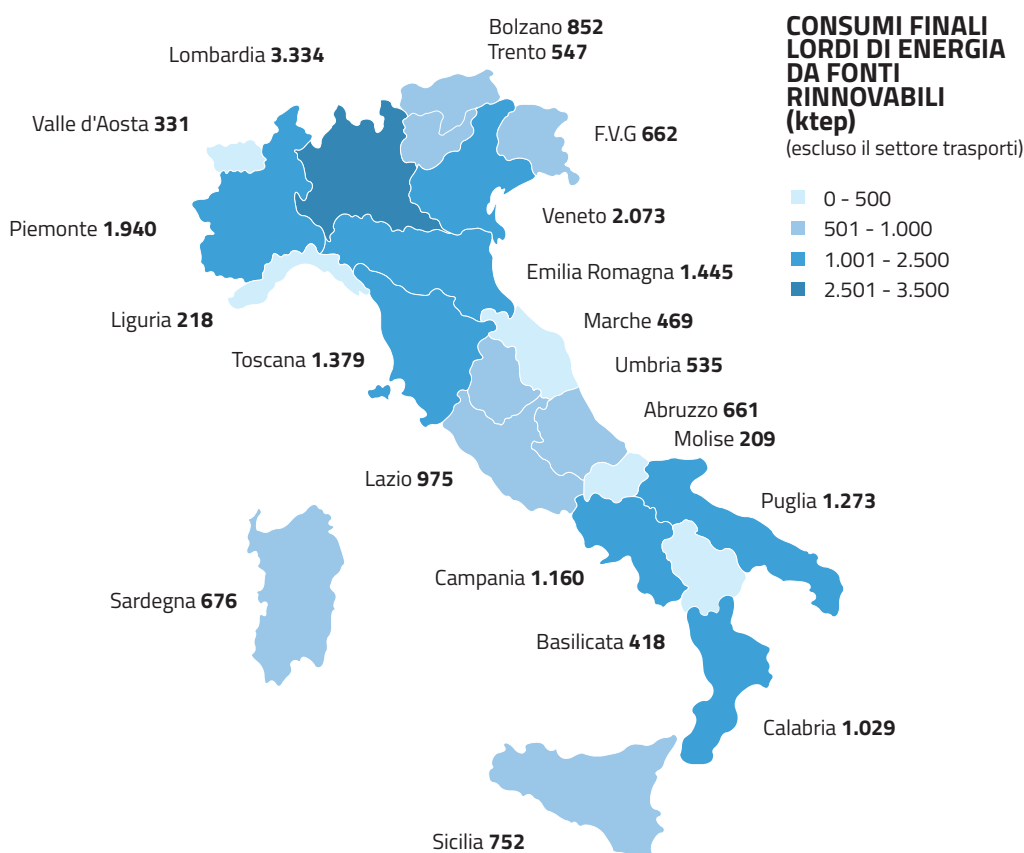 Bolzano 852
Trento 547
Lombardia 3.334
Valle d'Aosta 331
F.V.G 662
Piemonte 1.940
Veneto 2.073
Emilia Romagna 1.445
Liguria 218
Marche 469
Toscana 1.379
Umbria 535
Abruzzo 661
Molise 209
Lazio 975
Puglia 1.273
Campania 1.160
Sardegna 676
Basilicata 418
Calabria 1.029
Sicilia 752
CONSUMI FINALI
LORDI DI ENERGIA
DA FONTI
RINNOVABILI
(ktep)
(escluso il settore trasporti)
0 - 500
501 - 1.000
1.001 - 2.500
2.501 - 3.500